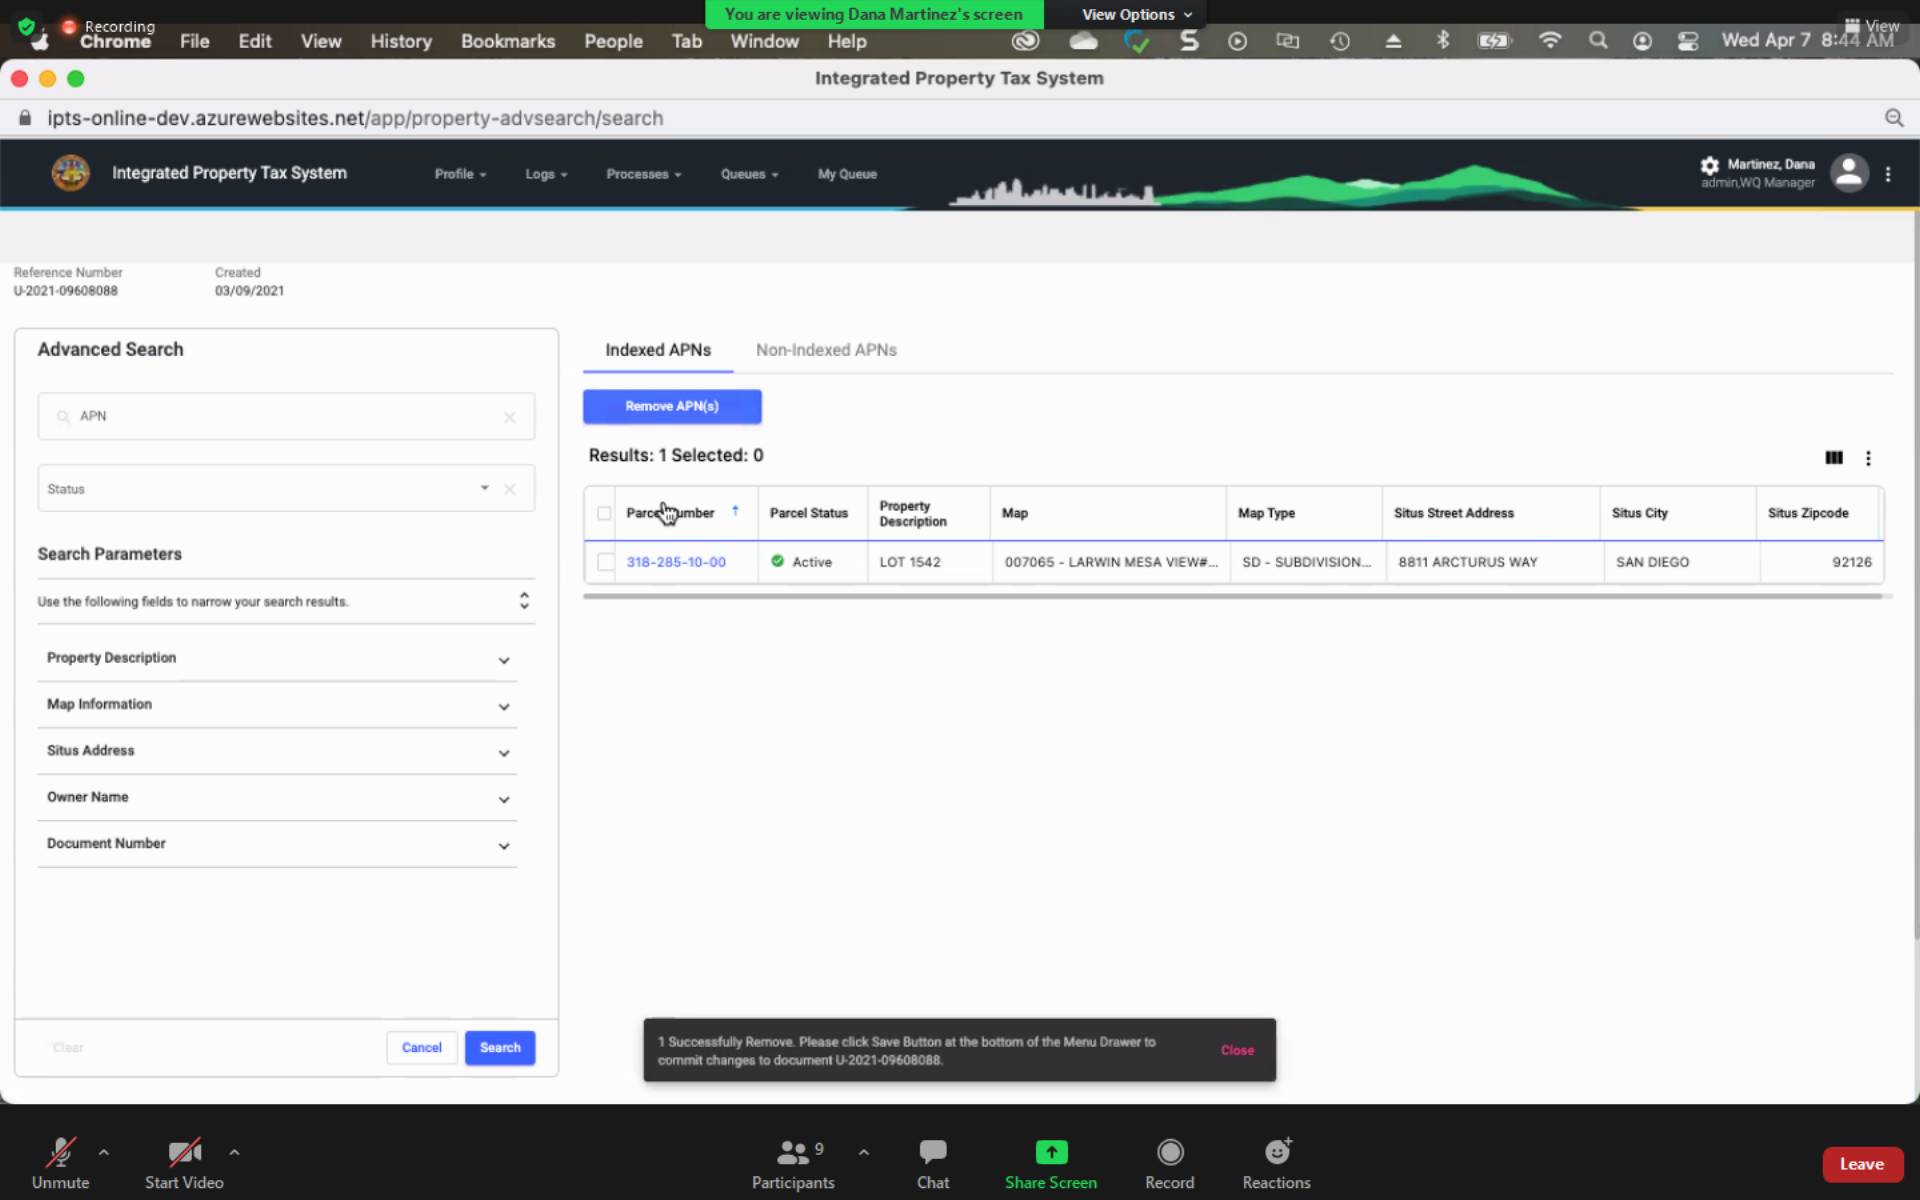 Recording
You are viewing Dana Martinez's screen
View Options
View
Chrome File Edit View History Bookmarks People Tab Window Help
Wed Apr 7 8:44 AM
Integrated Property Tax System
ipts-online-dev.azurewebsites.net/app/property-advsearch/search
Integrated Property Tax System
Profile
Logs
Processes
Queues
My Queue
Martinez, Dana
admin,WQ Manager
Reference Number
U-2021-09608088
Created
03/09/2021
Advanced Search
APN
Status
Search Parameters
Use the following fields to narrow your search results.
Property Description
Map Information
Situs Address
Owner Name
Document Number
Clear
Cancel
Search
Indexed APNs
Non-Indexed APNs
Remove APN(s)
Results: 1 Selected: 0
Parcel Number
Parcel Status
Property
Description
Map
Map Type
Situs Street Address
Situs City
Situs Zipcode
318-285-10-00
Active
LOT 1542
007065 - LARWIN MESA VIEW#...
SD - SUBDIVISION...
8811 ARCTURUS WAY
SAN DIEGO
92126
1 Successfully Remove. Please click Save Button at the bottom of the Menu Drawer to
commit changes to document U-2021-09608088.
Close
Unmute
Start Video
9
Participants
Chat
Share Screen
Record
Reactions
Leave